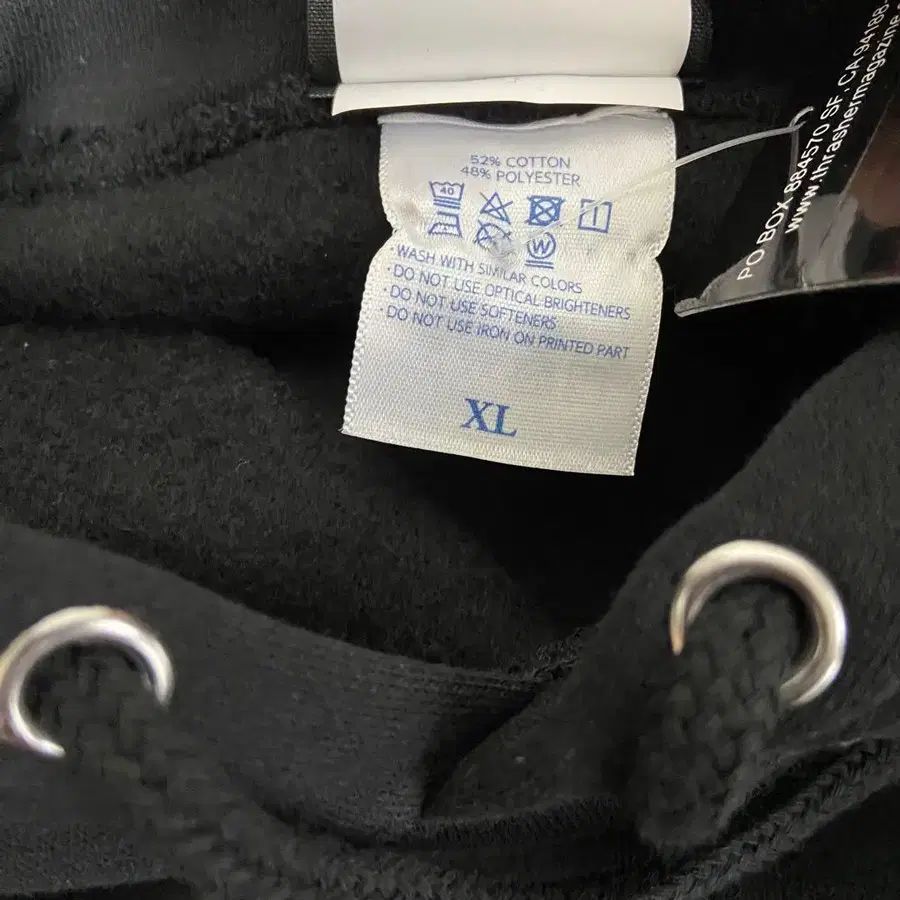 52% COTTON
48% POLYESTER
40
W
· WASH WITH SIMILAR COLORS
· DO NOT USE OPTICAL BRIGHTENERS
· DO NOT USE SOFTENERS
· DO NOT USE IRON ON PRINTED PART
XL
PO BOX 884570 SF, CA 94188-
www.thrashermagazine